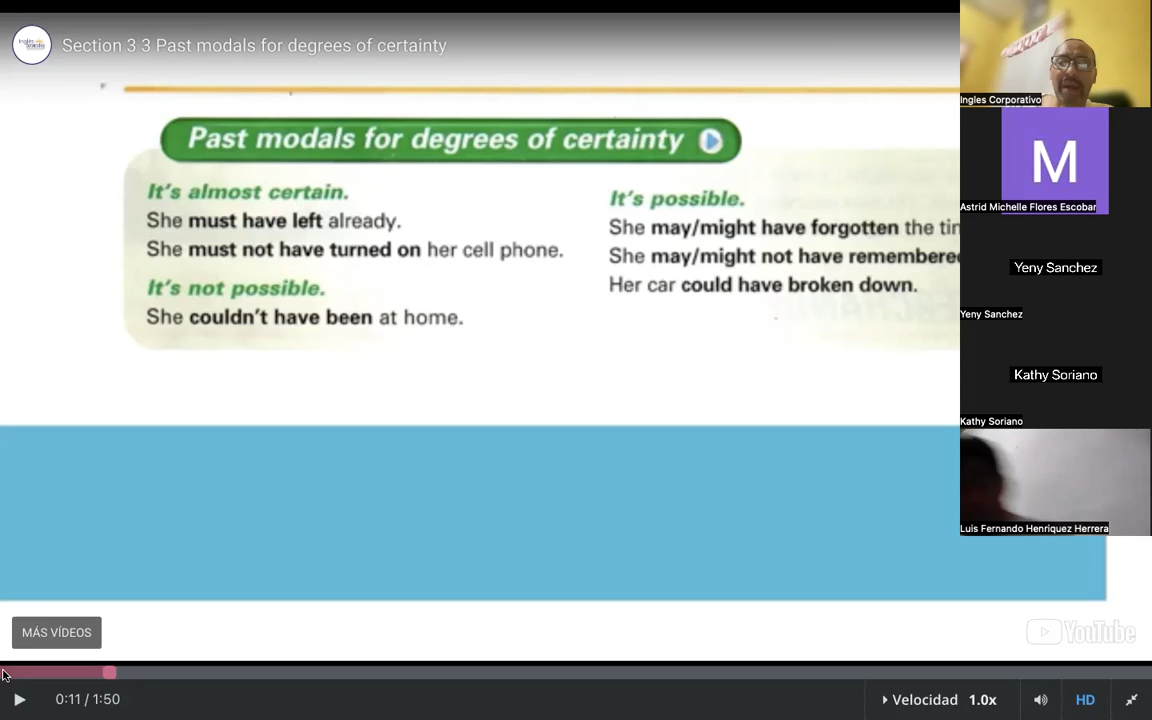 Section 3 3 Past modals for degrees of certainty
Past modals for degrees of certainty
It's almost certain.
She must have left already.
She must not have turned on her cell phone.
It's not possible.
She couldn't have been at home.
It's possible.
She may/might have forgotten the
She may/might not have
Her car could have broken down.
Ingles Corporativo
M
Astrid Michelle Flores Escobar
Yeny Sanchez
Yeny Sanchez
Kathy Soriano
Kathy Soriano
Luis Fernando Henriquez Herrera
MÁS VÍDEOS
YouTube
0:11 / 1:50
Velocidad 1.0x
HD